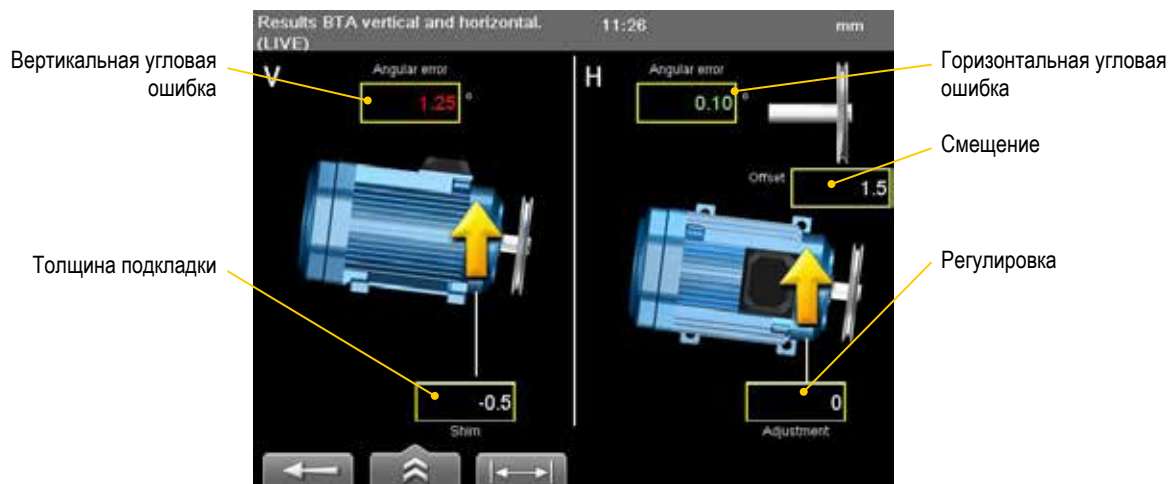 Results BTA vertical and horizontal.
(LIVE)
11:26
mm
Вертикальная угловая
ошибка
V
Angular error
1.25 °
Толщина подкладки
-0.5
Shim
H
Angular error
0.10 °
Горизонтальная угловая
ошибка
Смещение
Offset
1.5
Регулировка
0
Adjustment